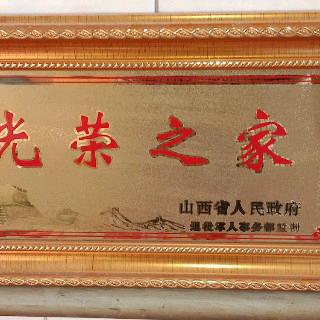 光荣之家
山西省人民政府
退役军人事务部监制